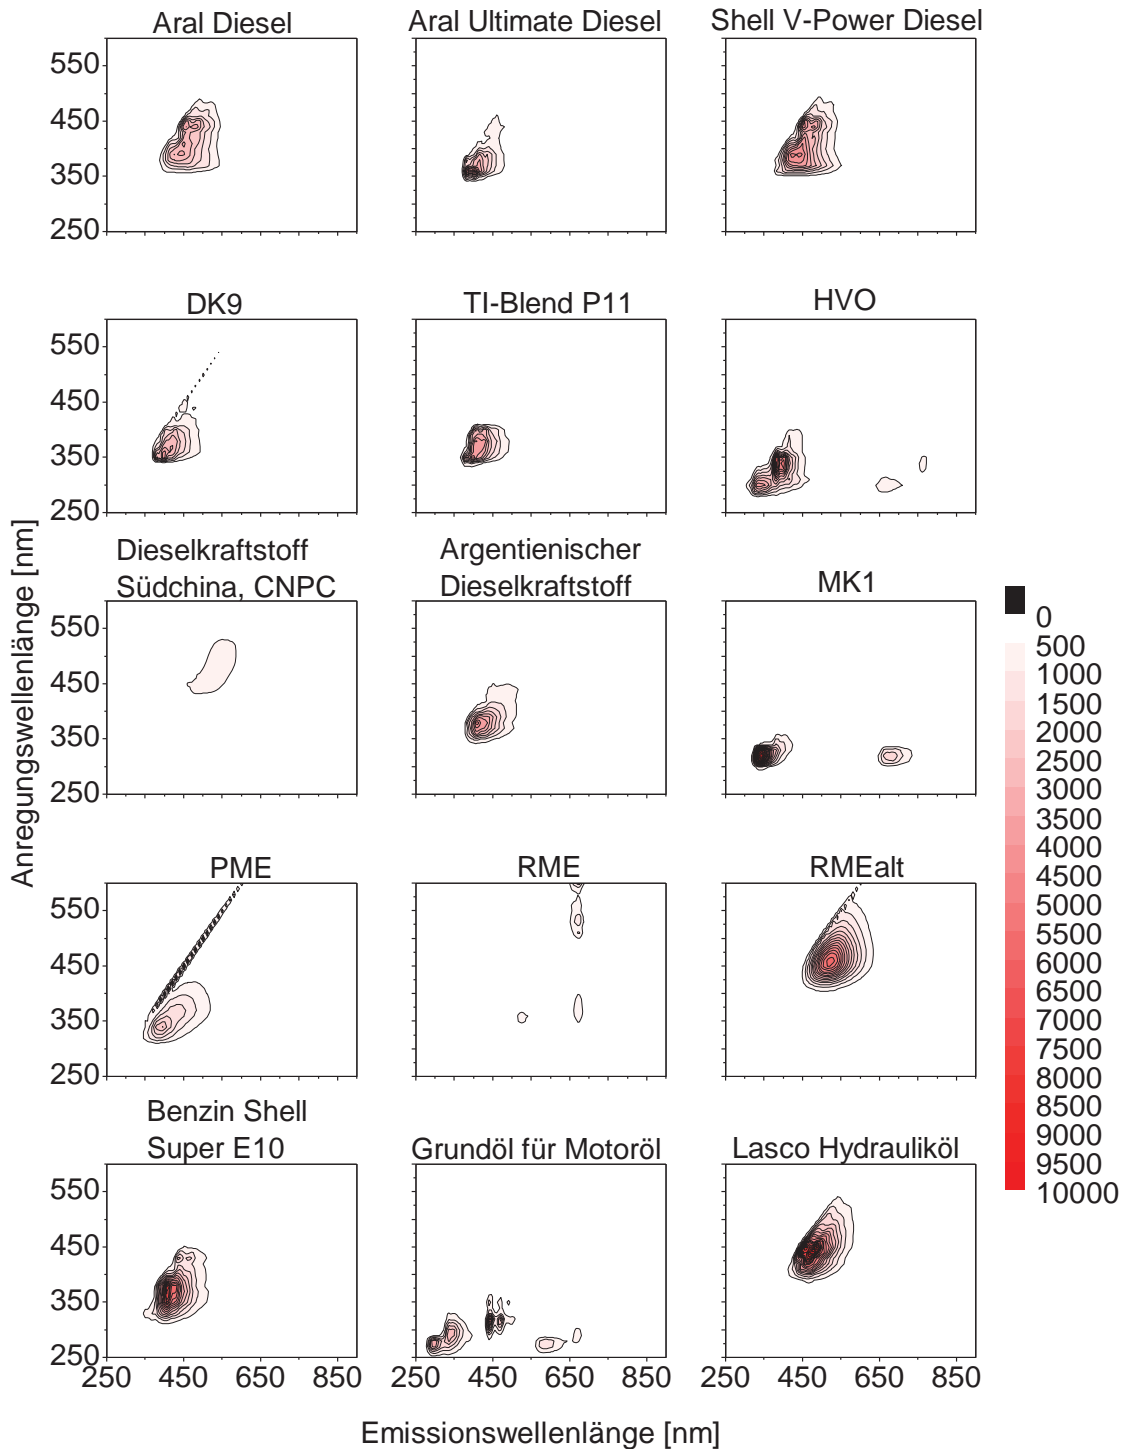 Aral Diesel
Aral Ultimate Diesel
Shell V-Power Diesel
550
450
350
250
DK9
TI-Blend P11
HVO
550
450
350
250
Dieselkraftstoff
Südchina, CNPC
Argentienischer
Dieselkraftstoff
MK1
550
450
350
250
Anregungswellenlänge [nm]
0
500
1000
1500
2000
2500
3000
3500
4000
4500
5000
5500
6000
6500
7000
7500
8000
8500
9000
9500
10000
PME
RME
RMEalt
550
450
350
250
Benzin Shell
Super E10
Grundöl für Motoröl
Lasco Hydrauliköl
550
450
350
250
250 450 650 850 250 450 650 850 250 450 650 850
Emissionswellenlänge [nm]